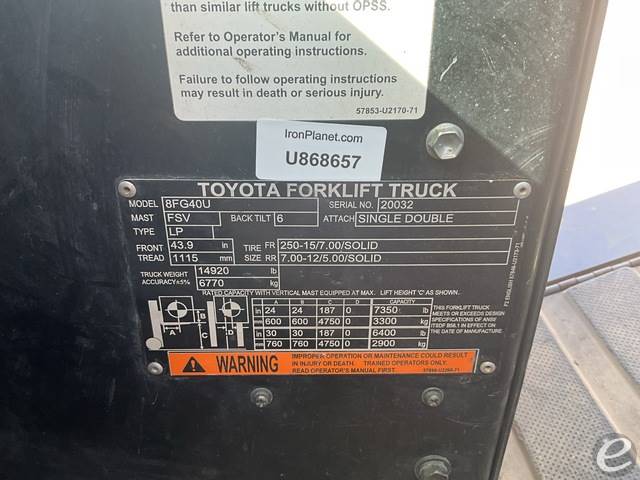 than similar lift trucks without OPSS.
Refer to Operator's Manual for
additional operating instructions.
Failure to follow operating instructions
may result in death or serious injury.
57853-U2170-71
IronPlanet.com
U868657
TOYOTA FORKLIFT TRUCK
MODEL 8FG40U SERIAL NO. 20032
MAST FSV BACK TILT 6 ATTACH SINGLE DOUBLE
TYPE LP
FRONT 43.9 in TIRE FR 250-15/7.00/SOLID
TREAD 1115 mm SIZE RR 7.00-12/5.00/SOLID
TRUCK WEIGHT 14920 lb
ACCURACY±5% 6770 kg
RATED CAPACITY WITH VERTICAL MAST EQUIPPED AT MAX. LIFT HEIGHT 'C' AS SHOWN.
A B C D CAPACITY
in 24 24 187 0 7350 lb
mm 600 600 4750 0 3300 kg
in 30 30 187 0 6400 lb
mm 760 760 4750 0 2900 kg
A B C D
THIS FORKLIFT TRUCK
MEETS OR EXCEEDS DESIGN
SPECIFICATIONS OF ANSI/
ITSDF B56.1 IN EFFECT ON
THE DATE OF MFG
WARNING
IMPROPER OPERATION OR MAINTENANCE COULD RESULT
IN INJURY OR DEATH. TRAINED OPERATORS ONLY.
READ OPERATOR'S MANUAL FIRST.
e